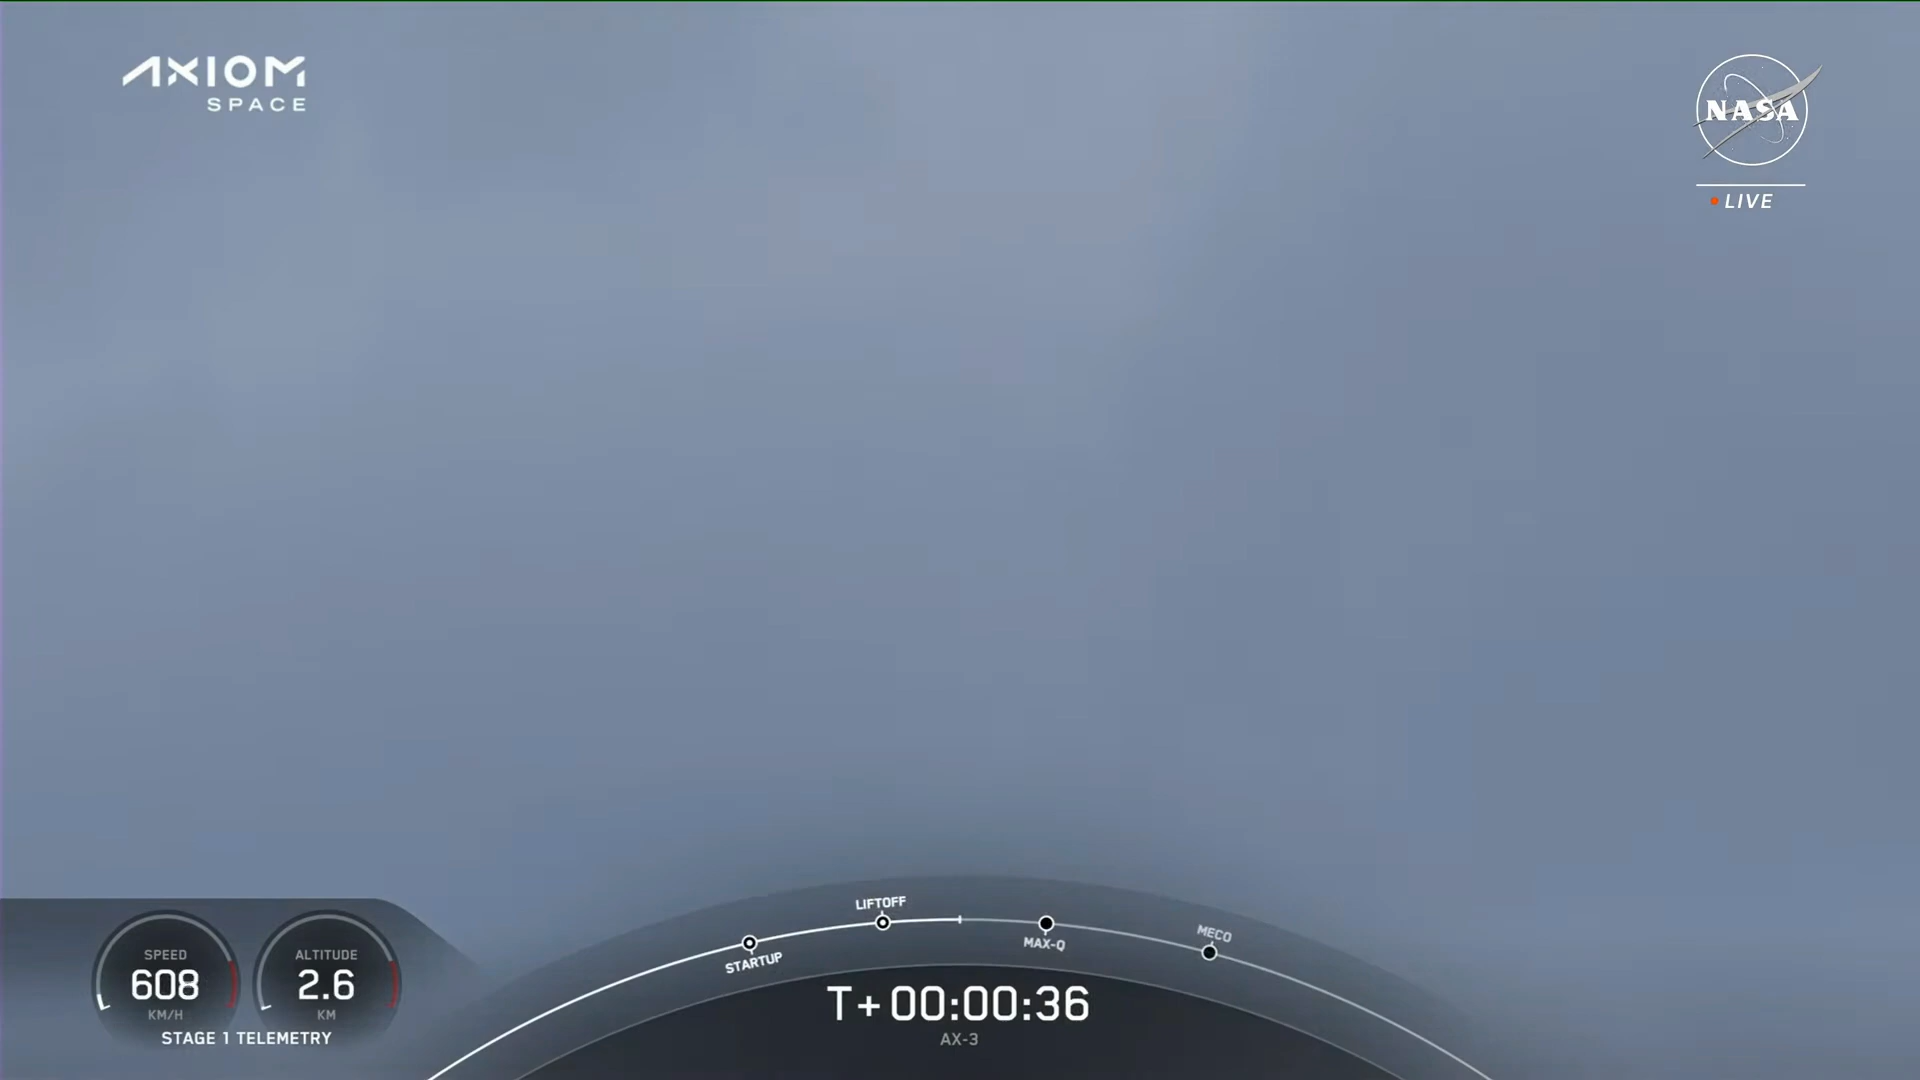 AXIOM
SPACE
NASA
LIVE
LIFTOFF
STARTUP
MAX-Q
MECO
SPEED
608
KM/H
ALTITUDE
2.6
KM
STAGE 1 TELEMETRY
T+00:00:36
AX-3